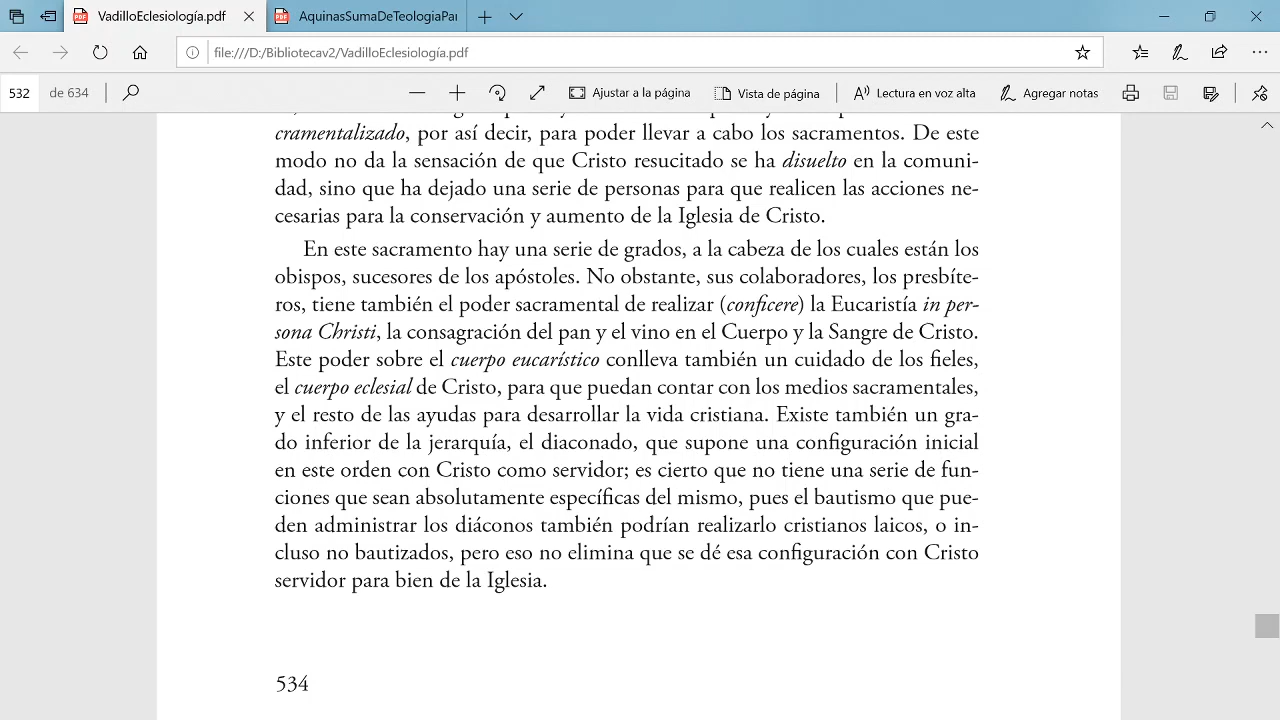 VadilloEclesiología.pdf
AquinasSumaDeTeologíaPar
file:///D:/Bibliotecav2/VadilloEclesiología.pdf
532 de 634
Ajustar a la página
Vista de página
Lectura en voz alta
Agregar notas
cramentalizado, por así decir, para poder llevar a cabo los sacramentos. De este
modo no da la sensación de que Cristo resucitado se ha disuelto en la comuni-
dad, sino que ha dejado una serie de personas para que realicen las acciones ne-
cesarias para la conservación y aumento de la Iglesia de Cristo.
En este sacramento hay una serie de grados, a la cabeza de los cuales están los
obispos, sucesores de los apóstoles. No obstante, sus colaboradores, los presbíte-
ros, tiene también el poder sacramental de realizar (conficere) la Eucaristía in per-
sona Christi, la consagración del pan y el vino en el Cuerpo y la Sangre de Cristo.
Este poder sobre el cuerpo eucarístico conlleva también un cuidado de los fieles,
el cuerpo eclesial de Cristo, para que puedan contar con los medios sacramentales,
y el resto de las ayudas para desarrollar la vida cristiana. Existe también un gra-
do inferior de la jerarquía, el diaconado, que supone una configuración inicial
en este orden con Cristo como servidor; es cierto que no tiene una serie de fun-
ciones que sean absolutamente específicas del mismo, pues el bautismo que pue-
den administrar los diáconos también podrían realizarlo cristianos laicos, o in-
cluso no bautizados, pero eso no elimina que se dé esa configuración con Cristo
servidor para bien de la Iglesia.
534